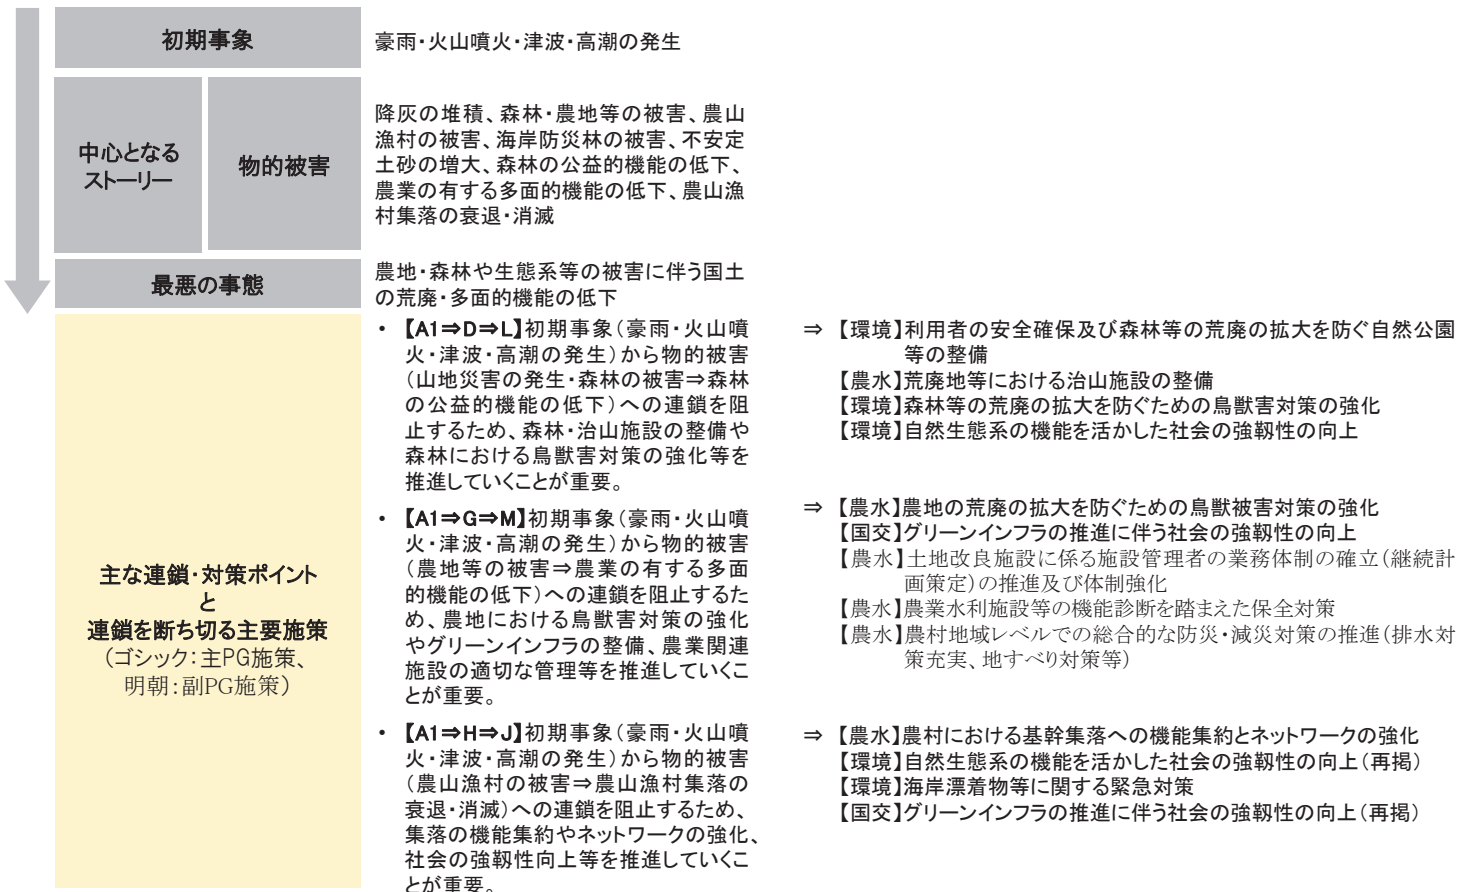 初期事象
豪雨・火山噴火・津波・高潮の発生
中心となる
ストーリー
物的被害
降灰の堆積、森林・農地等の被害、農山
漁村の被害、海岸防災林の被害、不安定
土砂の増大、森林の公益的機能の低下、
農業の有する多面的機能の低下、農山漁
村集落の衰退・消滅
最悪の事態
農地・森林や生態系等の被害に伴う国土
の荒廃・多面的機能の低下
主な連鎖・対策ポイント
と
連鎖を断ち切る主要施策
（ゴシック：主PG施策、
明朝：副PG施策）
・【A1⇒D⇒L】初期事象（豪雨・火山噴
火・津波・高潮の発生）から物的被害
（山地災害の発生・森林の被害⇒森林
の公益的機能の低下）への連鎖を阻
止するため、森林・治山施設の整備や
森林における鳥獣害対策の強化等を
推進していくことが重要。
⇒【環境】利用者の安全確保及び森林等の荒廃の拡大を防ぐ自然公園
等の整備
【農水】荒廃地等における治山施設の整備
【環境】森林等の荒廃の拡大を防ぐための鳥獣害対策の強化
【環境】自然生態系の機能を活かした社会の強靱性の向上
・【A1⇒G⇒M】初期事象（豪雨・火山噴
火・津波・高潮の発生）から物的被害
（農地等の被害⇒農業の有する多面
的機能の低下）への連鎖を阻止するた
め、農地における鳥獣害対策の強化
やグリーンインフラの整備、農業関連
施設の適切な管理等を推進していくこ
とが重要。
⇒【農水】農地の荒廃の拡大を防ぐための鳥獣被害対策の強化
【国交】グリーンインフラの推進に伴う社会の強靱性の向上
【農水】土地改良施設に係る施設管理者の業務体制の確立（継続計
画策定）の推進及び体制強化
【農水】農業水利施設等の機能診断を踏まえた保全対策
【農水】農村地域レベルでの総合的な防災・減災対策の推進（排水対
策充実、地すべり対策等）
・【A1⇒H⇒J】初期事象（豪雨・火山噴
火・津波・高潮の発生）から物的被害
（農山漁村の被害⇒農山漁村集落の
衰退・消滅）への連鎖を阻止するため、
集落の機能集約やネットワークの強化、
社会の強靱性向上等を推進していくこ
とが重要。
⇒【農水】農村における基幹集落への機能集約とネットワークの強化
【環境】自然生態系の機能を活かした社会の強靱性の向上（再掲）
【環境】海岸漂着物等に関する緊急対策
【国交】グリーンインフラの推進に伴う社会の強靱性の向上（再掲）